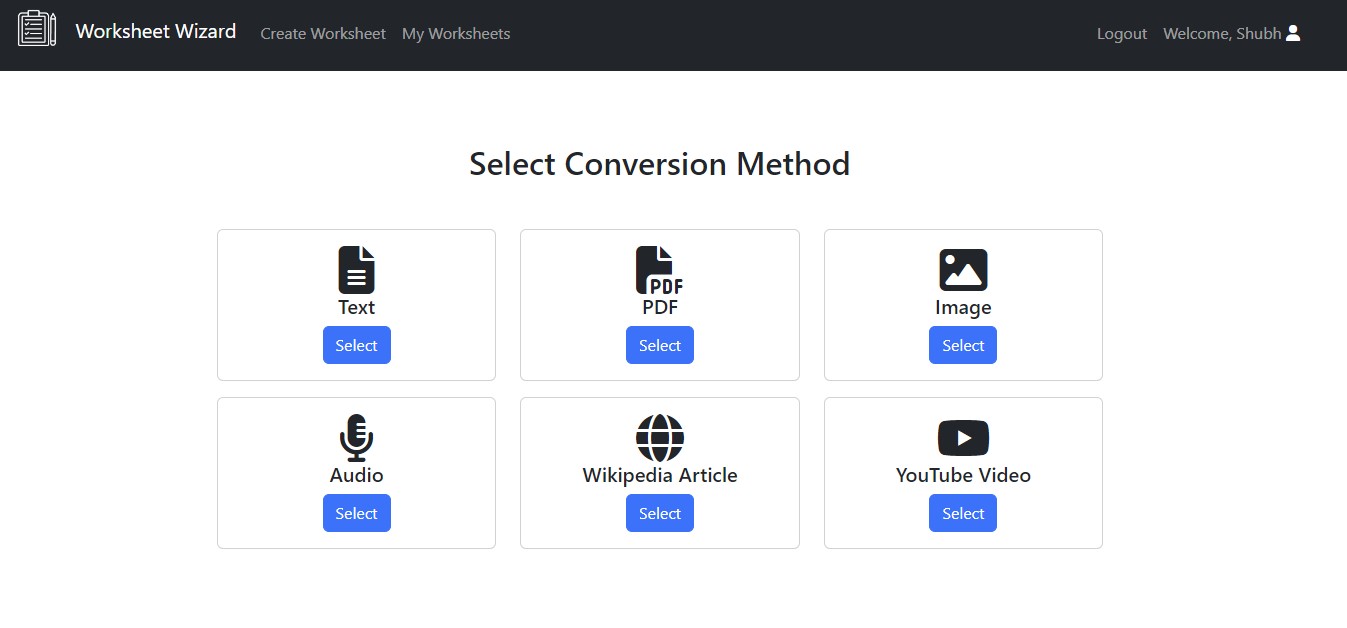 Worksheet Wizard Create Worksheet My Worksheets Logout Welcome, Shubh
Select Conversion Method
PDF
Text PDF Image
Select Select Select
Audio Wikipedia Article YouTube Video
Select Select Select